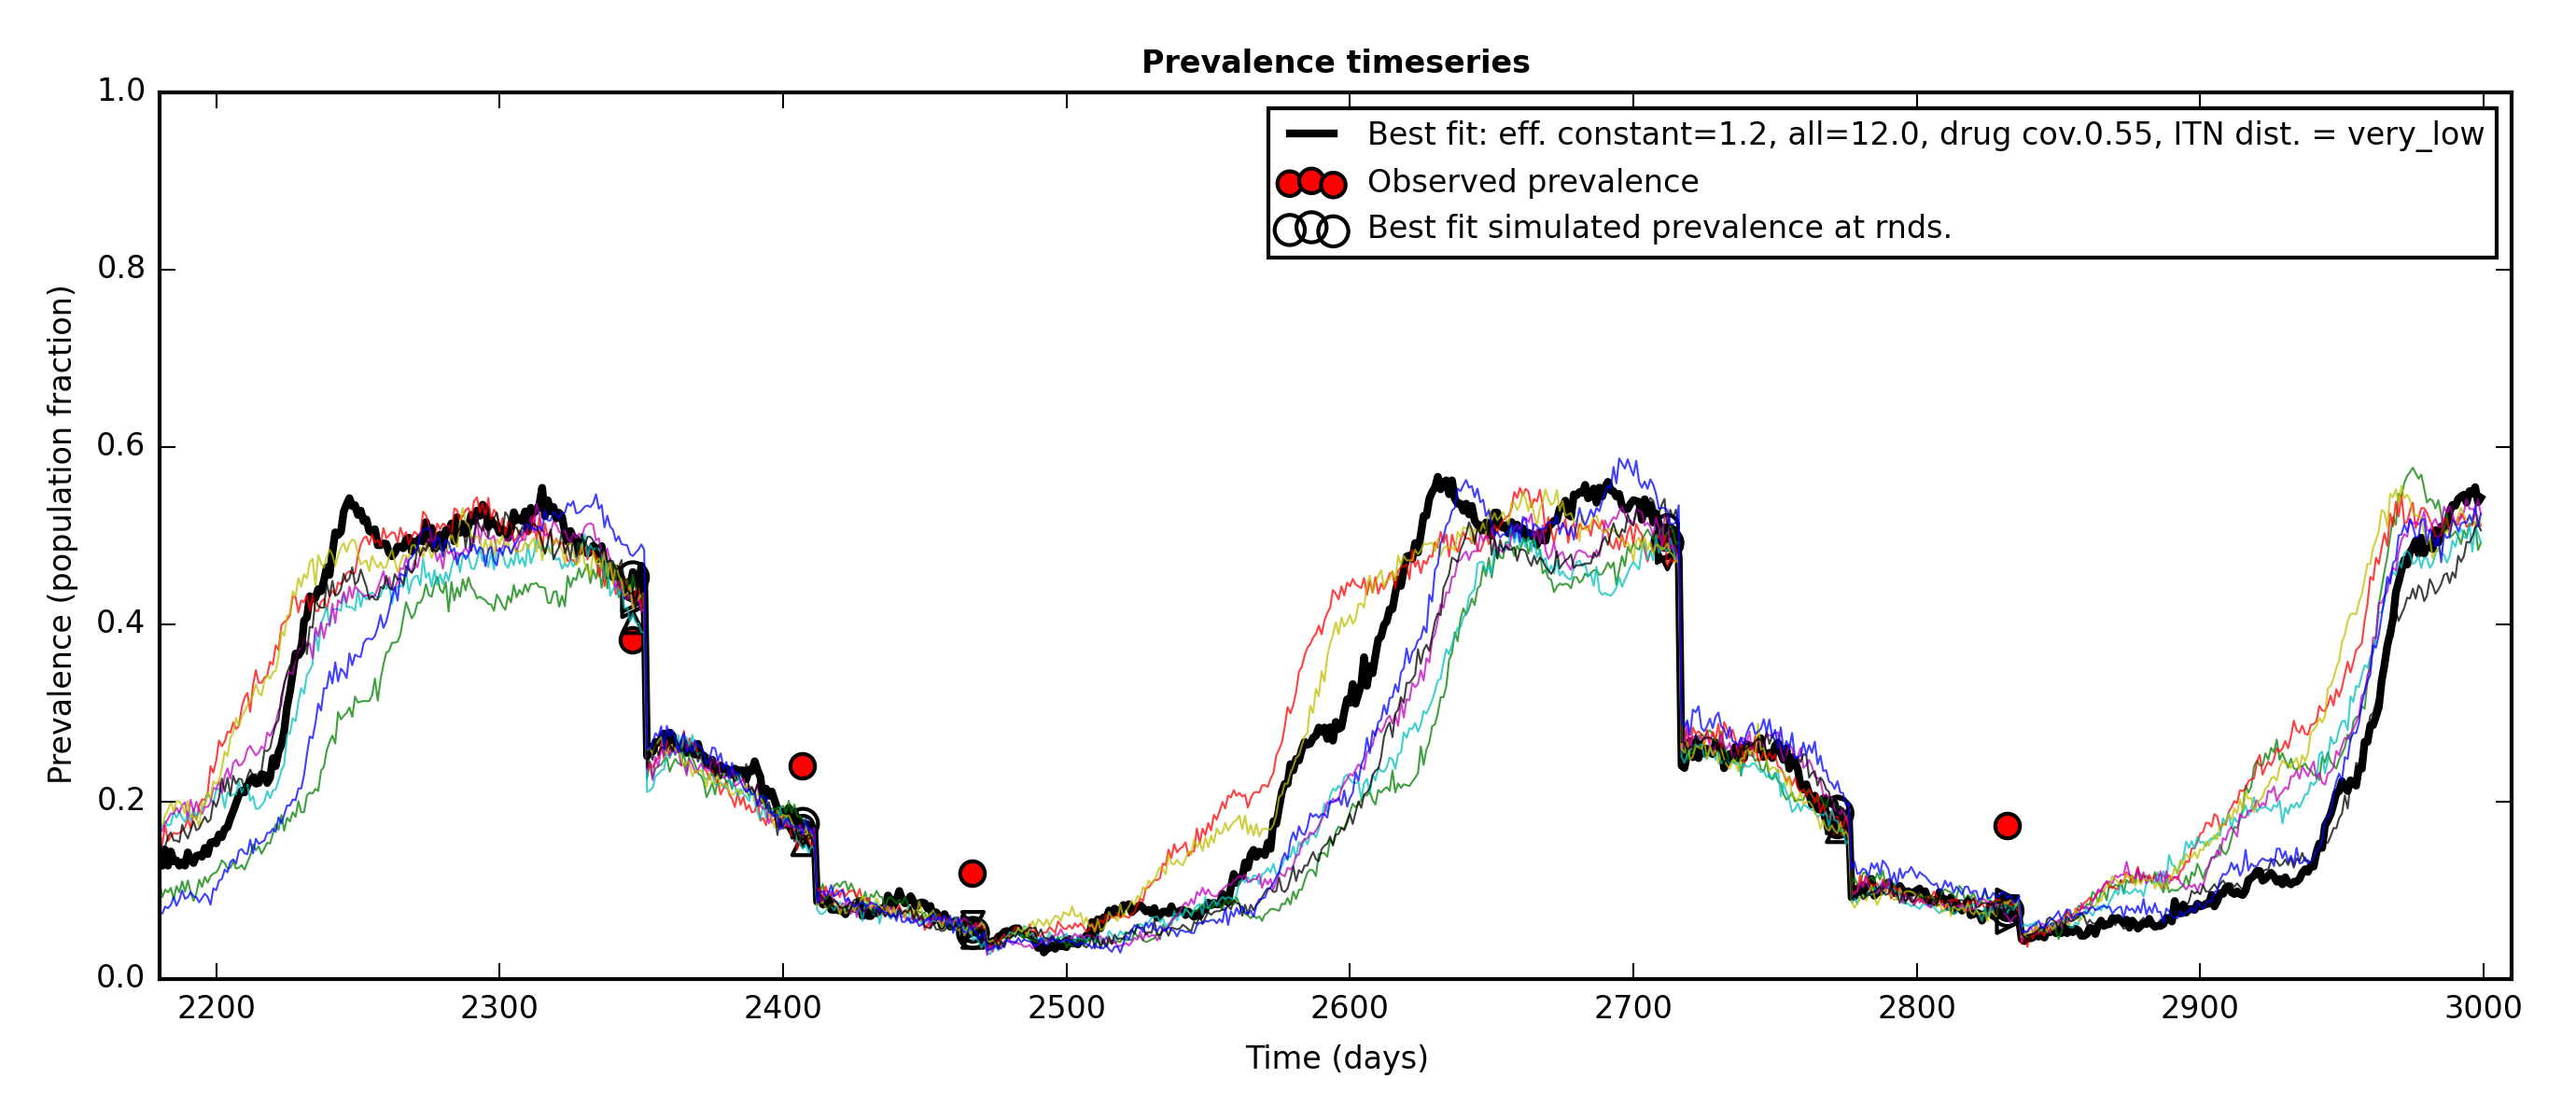 Prevalence timeseries
Best fit: eff. constant=1.2, all=12.0, drug cov.0.55, ITN dist. = very_low
Observed prevalence
Best fit simulated prevalence at rnds.
Prevalence (population fraction)
1.0
0.8
0.6
0.4
0.2
0.0
2200 2300 2400 2500 2600 2700 2800 2900 3000
Time (days)